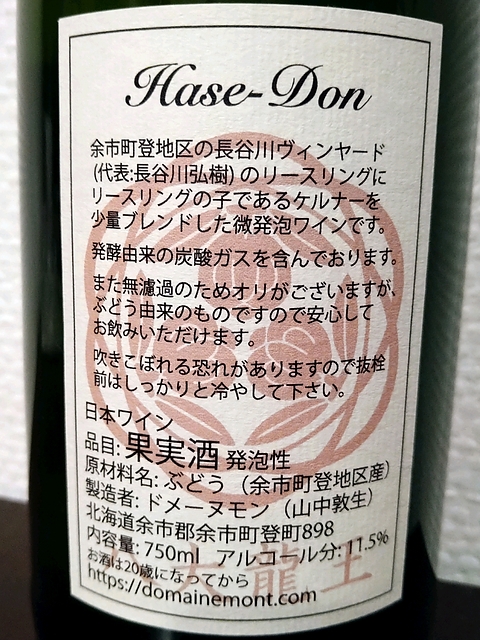 Hase-Don
余市町登地区の長谷川ヴィンヤード
(代表:長谷川弘樹) のリースリングに
リースリングの子であるケルナーを
少量ブレンドした微発泡ワインです。
発酵由来の炭酸ガスを含んでおります。
また無濾過のためオリがございますが、
ぶどう由来のものですので安心して
お飲みいただけます。
吹きこぼれる恐れがありますので抜栓
前はしっかりと冷やして下さい。
日本ワイン
品目: 果実酒 発泡性
原材料名: ぶどう（余市町登地区産）
製造者: ドメーヌモン（山中敦生）
北海道余市郡余市町登町898
内容量: 750ml アルコール分: 11.5%
お酒は20歳になってから
https://domainemont.com
龍王